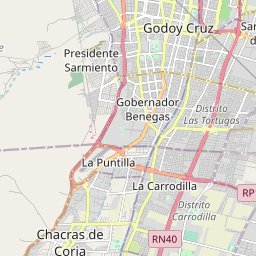 Godoy Cruz
Presidente
Sarmiento
Gobernador
Benegas
Distrito
Las Tortugas
La Puntilla
La Carrodilla
RP
Distrito
Carrodilla
Chacras de
Coria
RN40